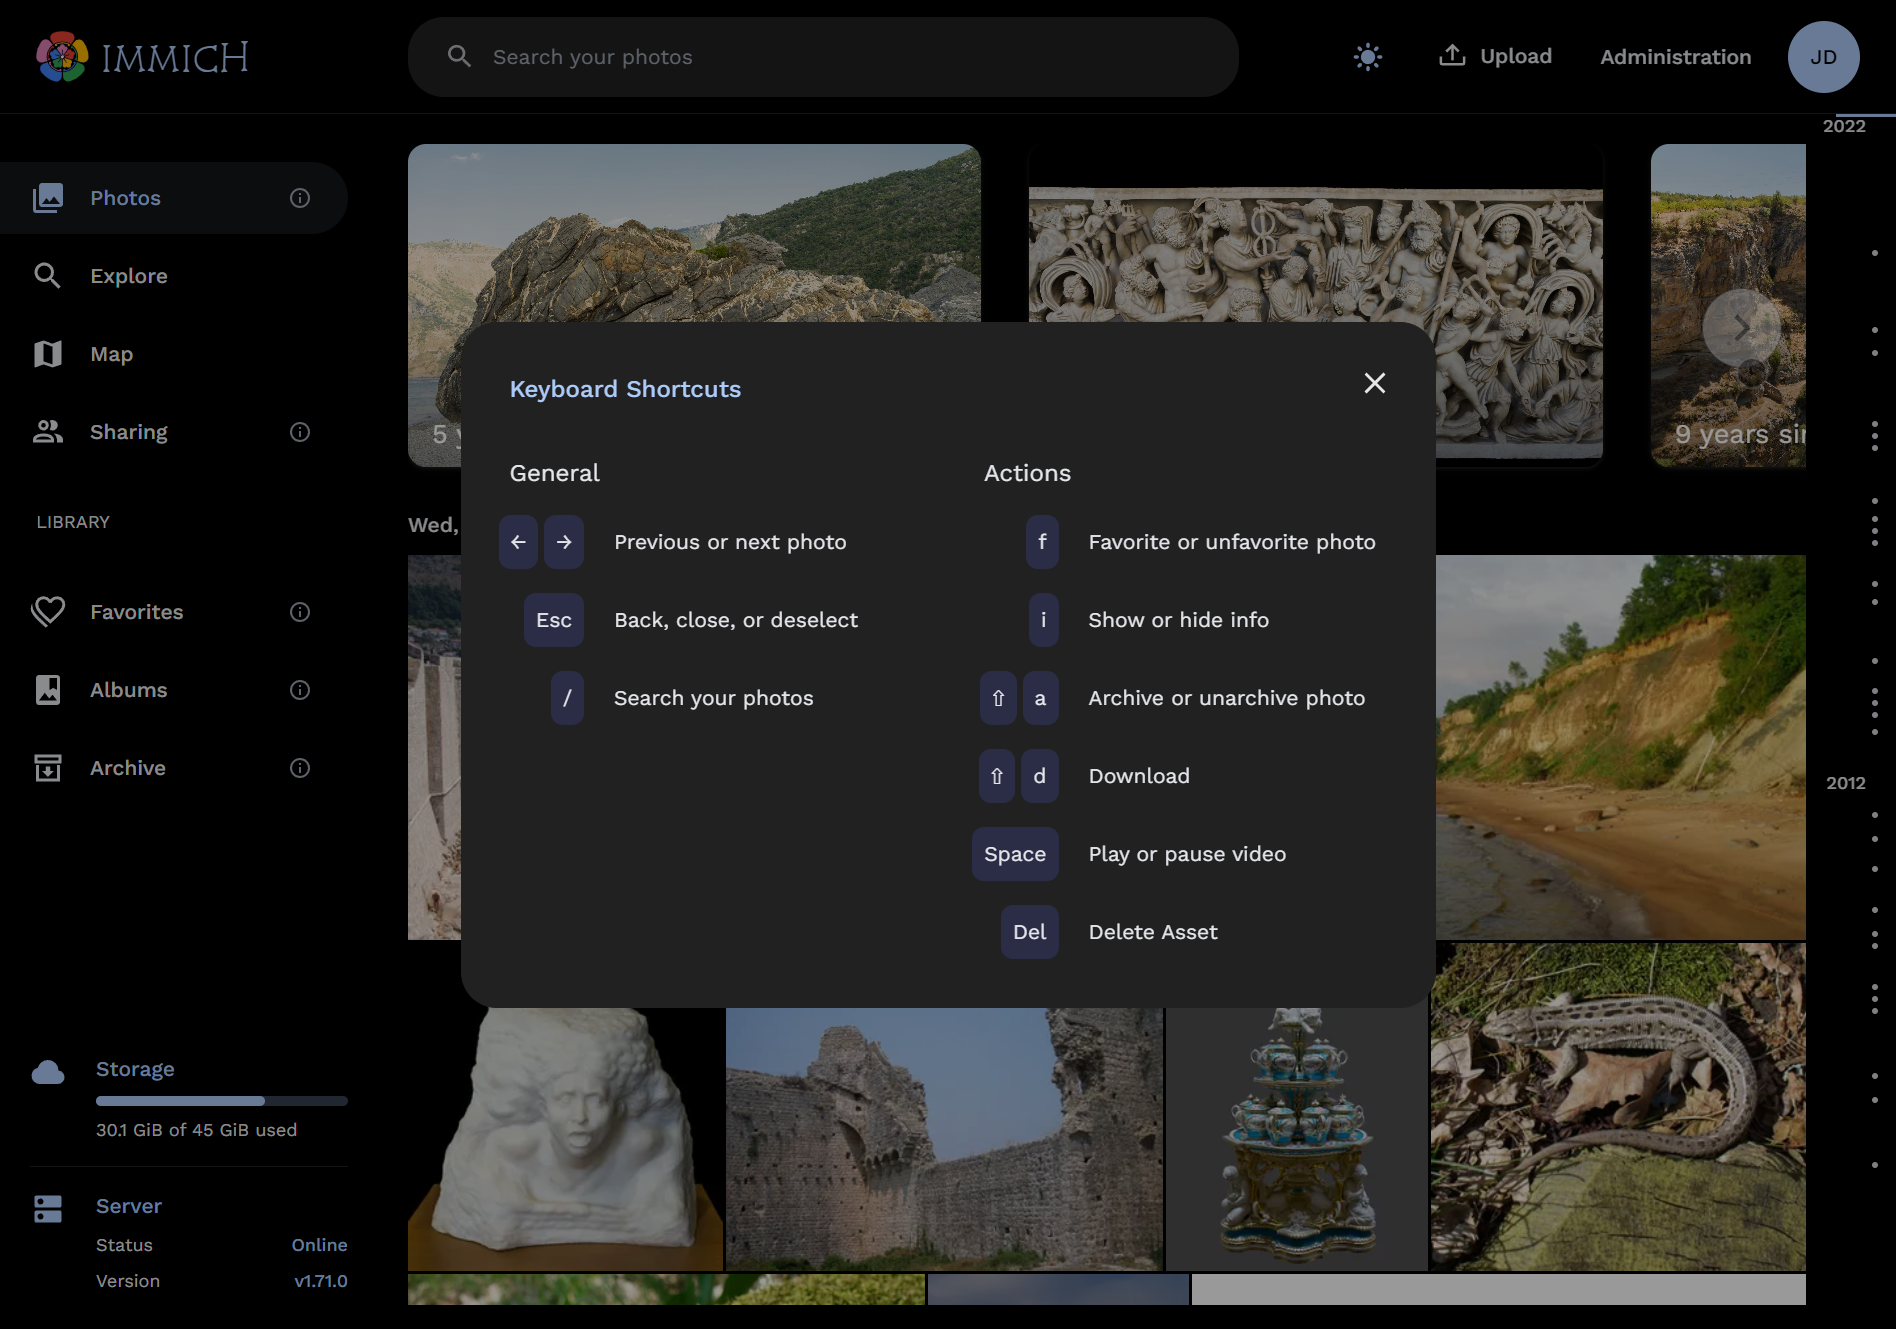 IMMICH
Search your photos
Upload
Administration
JD
2022
Photos
Explore
Map
Sharing
LIBRARY
Favorites
Albums
Archive
Storage
30.1 GiB of 45 GiB used
Server
Status Online
Version v1.71.0
5
9 years
Wed,
2012
Keyboard Shortcuts
General
← → Previous or next photo
Esc Back, close, or deselect
/ Search your photos
Actions
f Favorite or unfavorite photo
i Show or hide info
⇧ a Archive or unarchive photo
⇧ d Download
Space Play or pause video
Del Delete Asset